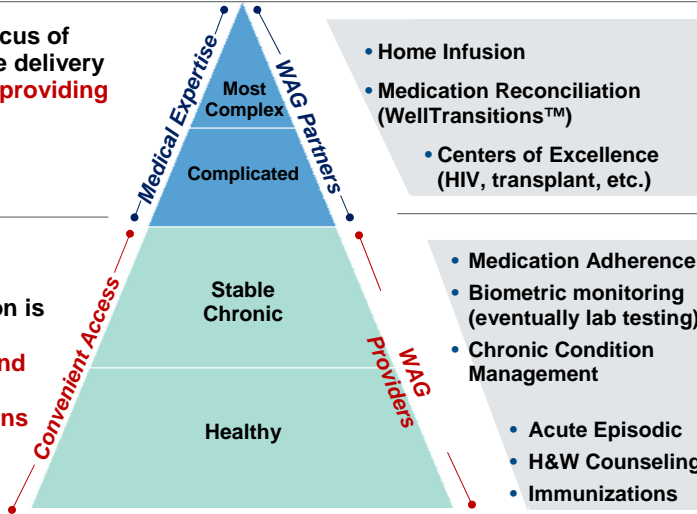 cus of
e delivery
providing
on is
nd
ns
Medical Expertise
WAG Partners
Most
Complex
Complicated
Convenient Access
WAG
Providers
Stable
Chronic
Healthy
• Home Infusion
• Medication Reconciliation
(WellTransitions™)
• Centers of Excellence
(HIV, transplant, etc.)
• Medication Adherence
• Biometric monitoring
(eventually lab testing)
• Chronic Condition
Management
• Acute Episodic
• H&W Counseling
• Immunizations